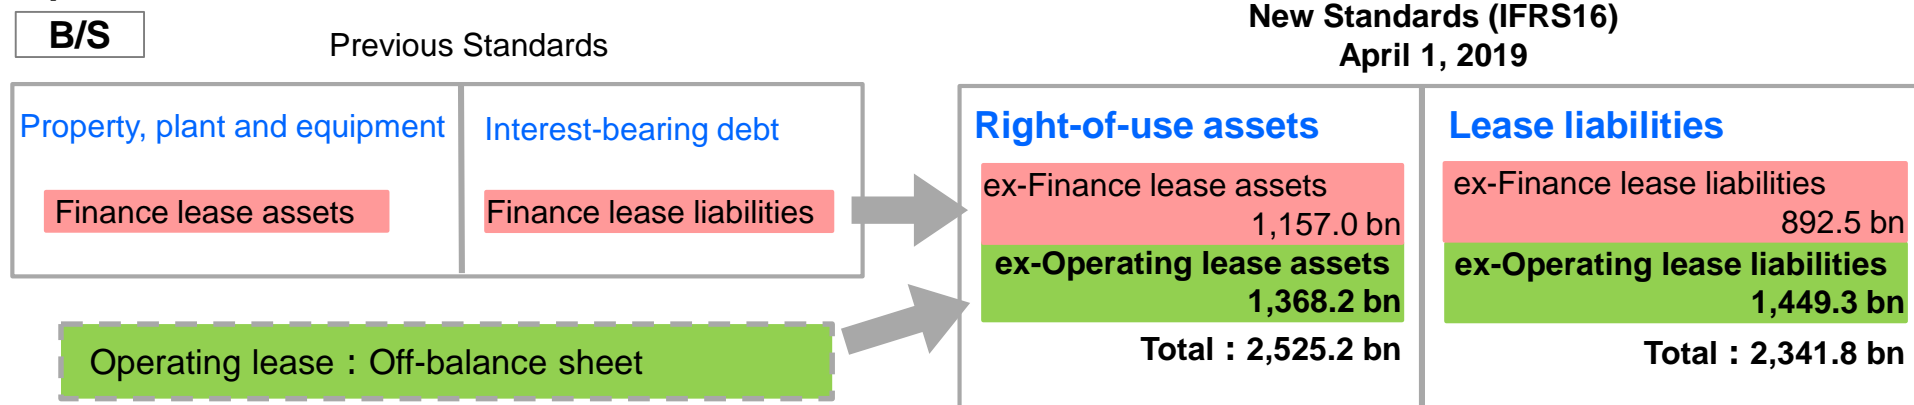 B/S
Previous Standards
New Standards (IFRS16)
April 1, 2019
Property, plant and equipment
Interest-bearing debt
Finance lease assets
Finance lease liabilities
Operating lease：Off-balance sheet
Right-of-use assets
ex-Finance lease assets
1,157.0 bn
ex-Operating lease assets
1,368.2 bn
Total：2,525.2 bn
Lease liabilities
ex-Finance lease liabilities
892.5 bn
ex-Operating lease liabilities
1,449.3 bn
Total：2,341.8 bn